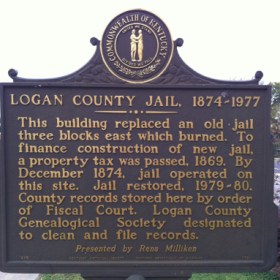 COMMONWEALTH OF KENTUCKY
LOGAN COUNTY JAIL, 1874-1977
This building replaced an old jail
three blocks east which burned. To
finance construction of new jail,
a property tax was passed, 1869. By
December 1874, jail operated on
this site. Jail restored, 1979-80.
County records stored here by order
of Fiscal Court. Logan County
Genealogical Society designated
to clean and file records.
Presented by Rena Milliken